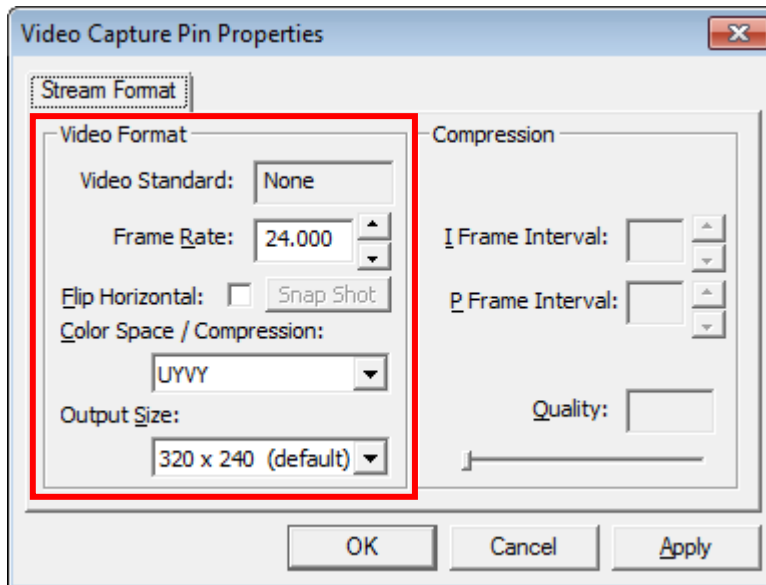 Video Capture Pin Properties
Stream Format
Video Format
Video Standard: None
Frame Rate: 24.000
Flip Horizontal: Snap Shot
Color Space / Compression:
UYVY
Output Size:
320 x 240 (default)
Compression
I Frame Interval:
P Frame Interval:
Quality:
OK Cancel Apply